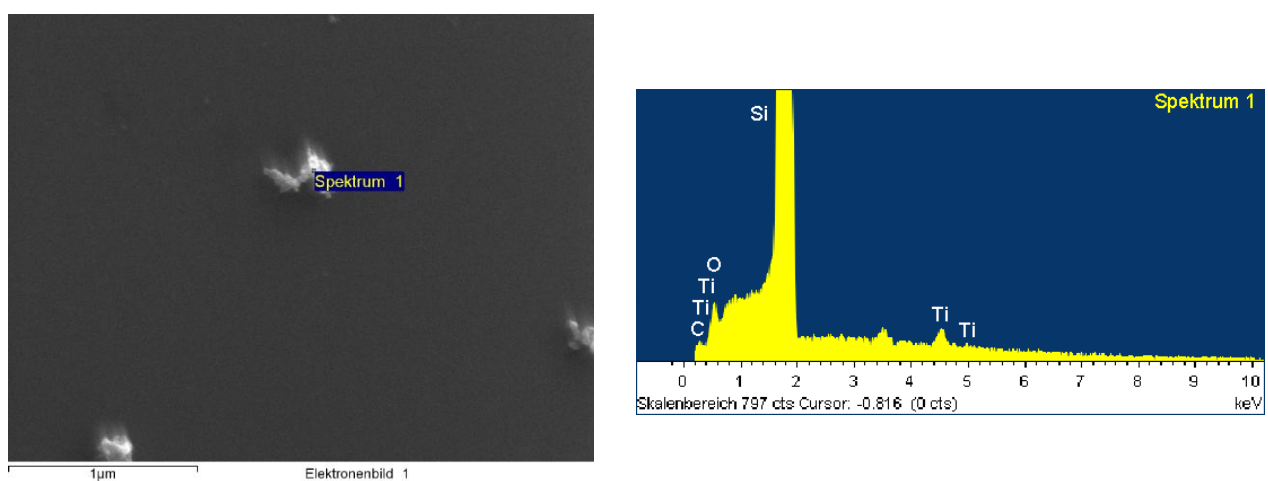 Spektrum 1
1µm
Elektronenbild 1
Spektrum 1
Si
O
Ti
Ti
C
Ti
Ti
0 1 2 3 4 5 6 7 8 9 10
Skalenbereich 797 cts Cursor: -0.816 (0 cts)
keV